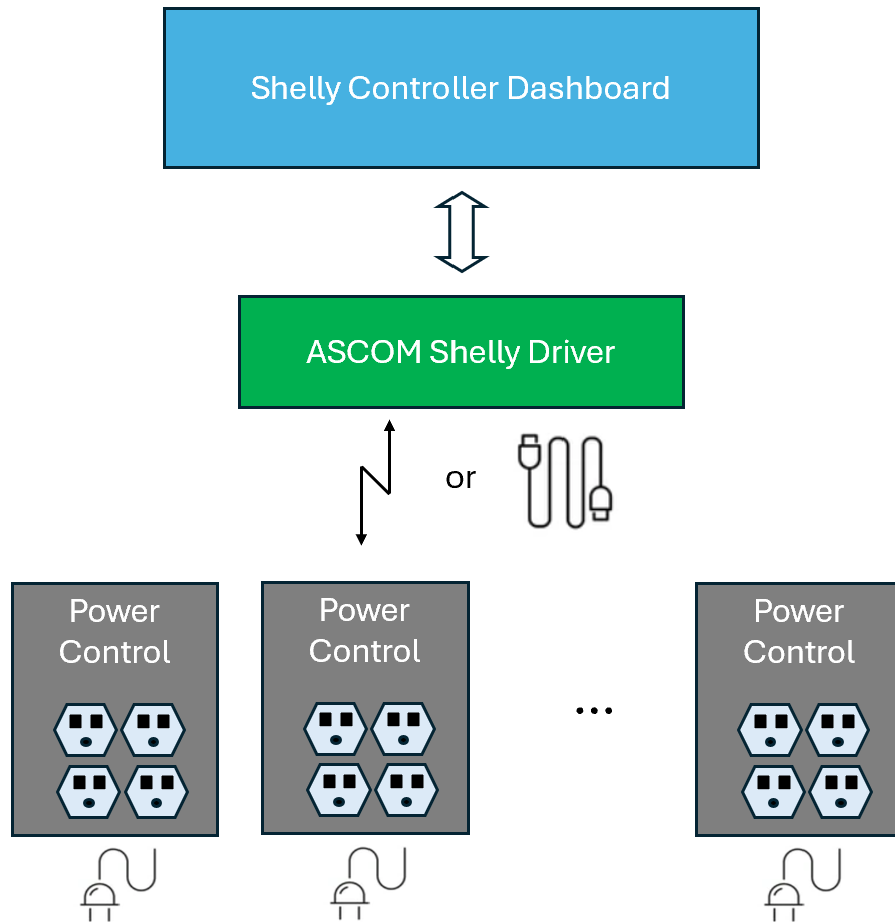 Shelly Controller Dashboard
ASCOM Shelly Driver
or
Power
Control
Power
Control
...
Power
Control